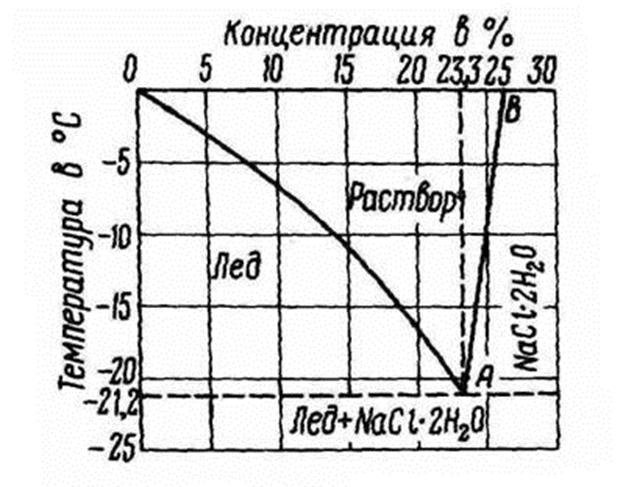 Концентрация в %
0 5 10 15 20 23,3 25 30
Температура в °C
B
-5
Раствор
-10
Лед
-15
NaCl·2H₂O
-20
A
-21,2
Лед+NaCl·2H₂O
-25